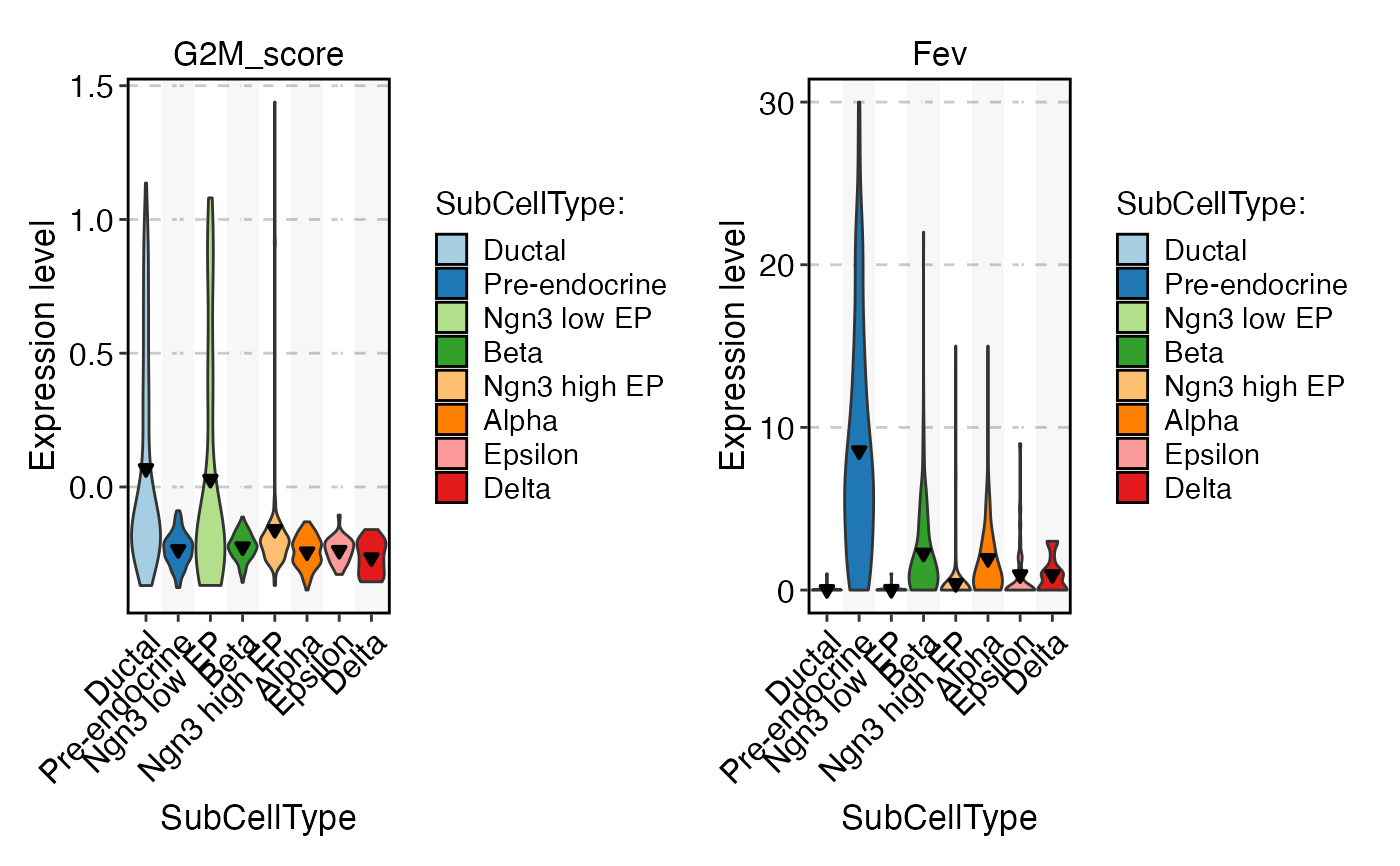 G2M_score
Expression level
1.5
1.0
0.5
0.0
Ductal
Pre-endocrine
Ngn3 low EP
Beta
Ngn3 high EP
Alpha
Epsilon
Delta
SubCellType
SubCellType:
Ductal
Pre-endocrine
Ngn3 low EP
Beta
Ngn3 high EP
Alpha
Epsilon
Delta
Fev
Expression level
30
20
10
0
Ductal
Pre-endocrine
Ngn3 low EP
Beta
Ngn3 high EP
Alpha
Epsilon
Delta
SubCellType
SubCellType:
Ductal
Pre-endocrine
Ngn3 low EP
Beta
Ngn3 high EP
Alpha
Epsilon
Delta